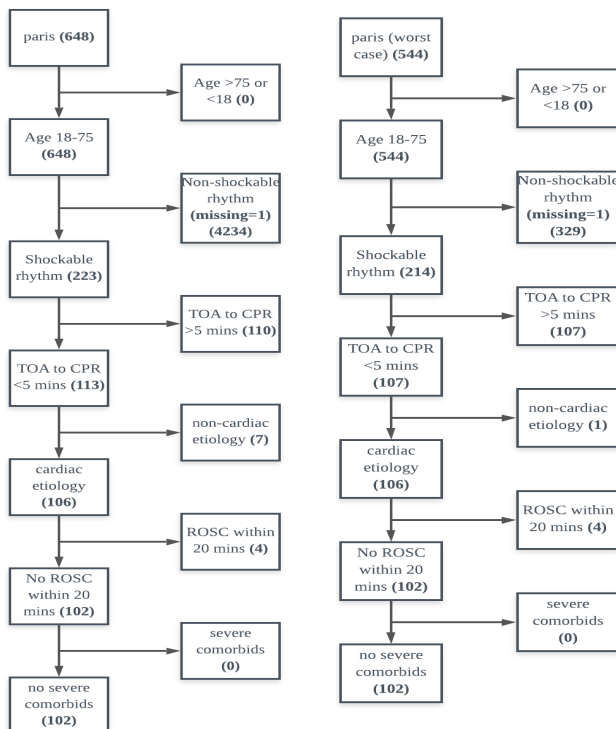 paris (648)
Age >75 or
<18 (0)
Age 18-75
(648)
Non-shockable
rhythm
(missing=1)
(4234)
Shockable
rhythm (223)
TOA to CPR
>5 mins (110)
TOA to CPR
<5 mins (113)
non-cardiac
etiology (7)
cardiac
etiology
(106)
ROSC within
20 mins (4)
No ROSC
within 20
mins (102)
severe
comorbids
(0)
no severe
comorbids
(102)
paris (worst
case) (544)
Age >75 or
<18 (0)
Age 18-75
(544)
Non-shockable
rhythm
(missing=1)
(329)
Shockable
rhythm (214)
TOA to CPR
>5 mins
(107)
TOA to CPR
<5 mins
(107)
non-cardiac
etiology (1)
cardiac
etiology
(106)
ROSC within
20 mins (4)
No ROSC
within 20
mins (102)
severe
comorbids
(0)
no severe
comorbids
(102)